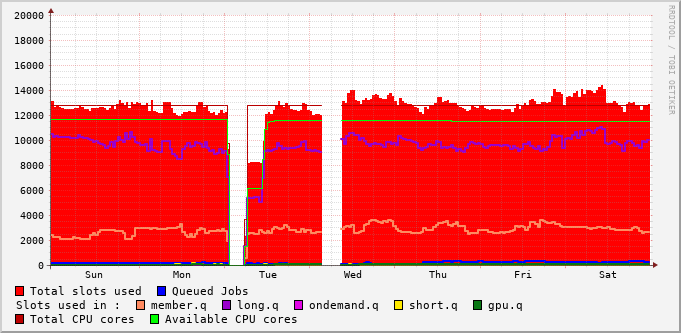 RRDTOOL / TOBI OETIKER
20000
18000
16000
14000
12000
10000
8000
6000
4000
2000
0
Sun Mon Tue Wed Thu Fri Sat
Total slots used Queued Jobs
Slots used in : member.q long.q ondemand.q short.q gpu.q
Total CPU cores Available CPU cores